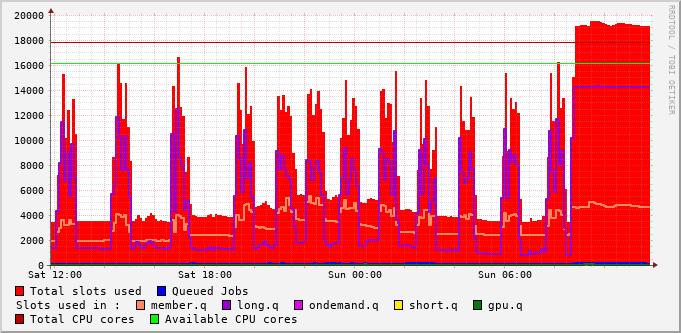 20000
18000
16000
14000
12000
10000
8000
6000
4000
2000
0
Sat 12:00 Sat 18:00 Sun 00:00 Sun 06:00
RRDTOOL / TOBI OETIKER
Total slots used Queued Jobs
Slots used in : member.q long.q ondemand.q short.q gpu.q
Total CPU cores Available CPU cores